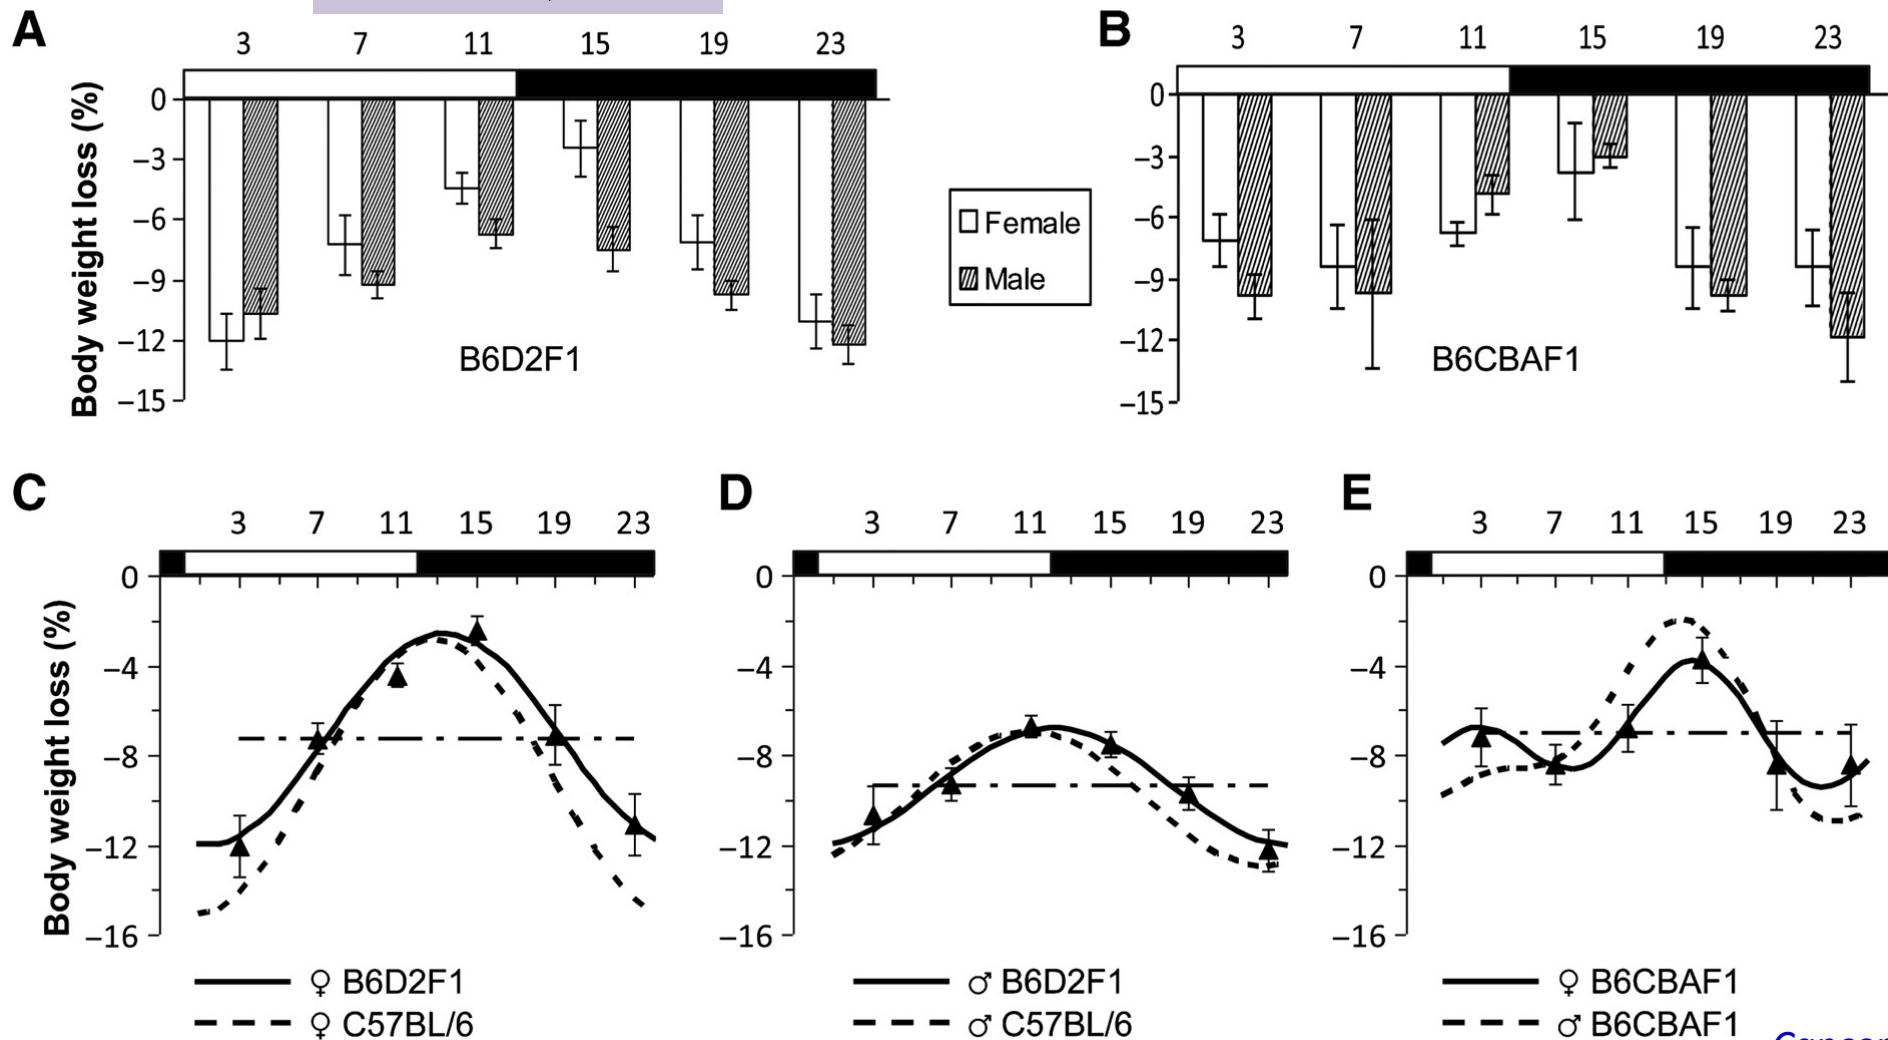 A
3 7 11 15 19 23
Body weight loss (%)
0
−3
−6
−9
−12
−15
B6D2F1
Female
Male
B
3 7 11 15 19 23
0
−3
−6
−9
−12
−15
B6CBAF1
C
3 7 11 15 19 23
Body weight loss (%)
0
−4
−8
−12
−16
♀ B6D2F1
♀ C57BL/6
D
3 7 11 15 19 23
0
−4
−8
−12
−16
♂ B6D2F1
♂ C57BL/6
E
3 7 11 15 19 23
0
−4
−8
−12
−16
♀ B6CBAF1
♂ B6CBAF1